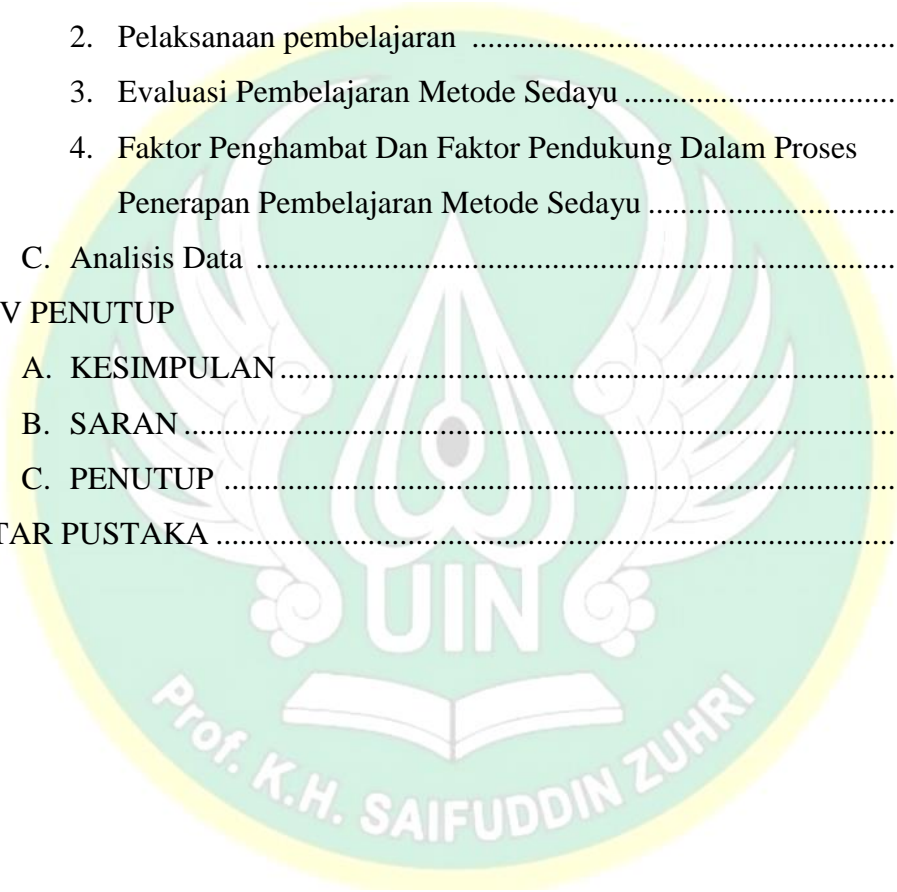 2. Pelaksanaan pembelajaran ......................................................
3. Evaluasi Pembelajaran Metode Sedayu ..................................
4. Faktor Penghambat Dan Faktor Pendukung Dalam Proses
Penerapan Pembelajaran Metode Sedayu ...............................
C. Analisis Data .................................................................................
V PENUTUP
A. KESIMPULAN .............................................................................
B. SARAN .........................................................................................
C. PENUTUP ....................................................................................
TAR PUSTAKA .....................................................................................
UIN
Prof. K.H. SAIFUDDIN ZUHRI